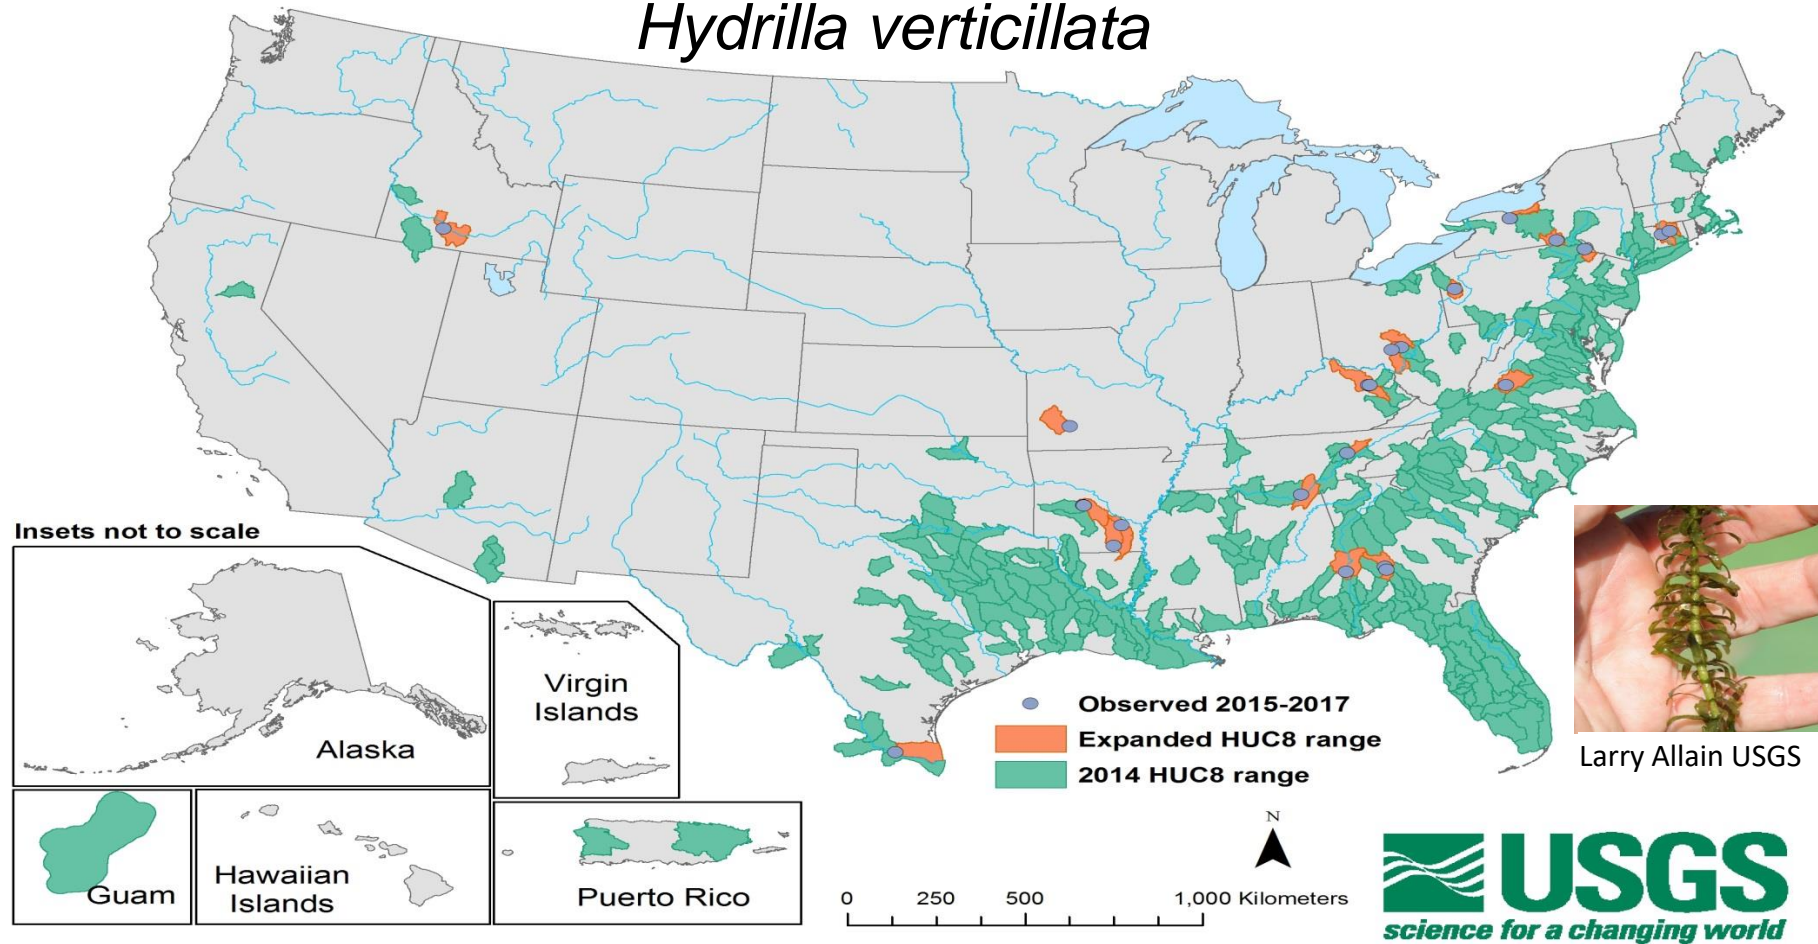 Hydrilla verticillata
Insets not to scale
Alaska
Virgin
Islands
Guam
Hawaiian
Islands
Puerto Rico
Observed 2015-2017
Expanded HUC8 range
2014 HUC8 range
N
0 250 500 1,000 Kilometers
Larry Allain USGS
USGS
science for a changing world